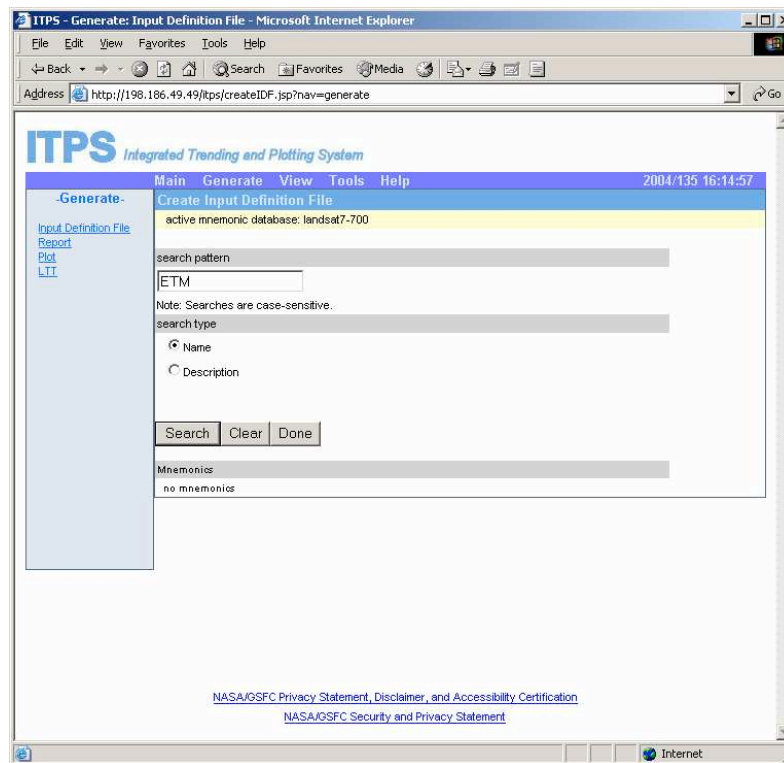 ITPS - Generate: Input Definition File - Microsoft Internet Explorer
File Edit View Favorites Tools Help
Back Search Favorites Media
Address http://198.186.49.49/itps/createIDF.jsp?nav=generate Go
ITPS Integrated Trending and Plotting System
Main Generate View Tools Help 2004/135 16:14:57
-Generate-
Input Definition File
Report
Plot
LTT
Create Input Definition File
active mnemonic database: landsat7-700
search pattern
ETM
Note: Searches are case-sensitive.
search type
Name
Description
Search Clear Done
Mnemonics
no mnemonics
NASA/GSFC Privacy Statement, Disclaimer, and Accessibility Certification
NASA/GSFC Security and Privacy Statement
Internet